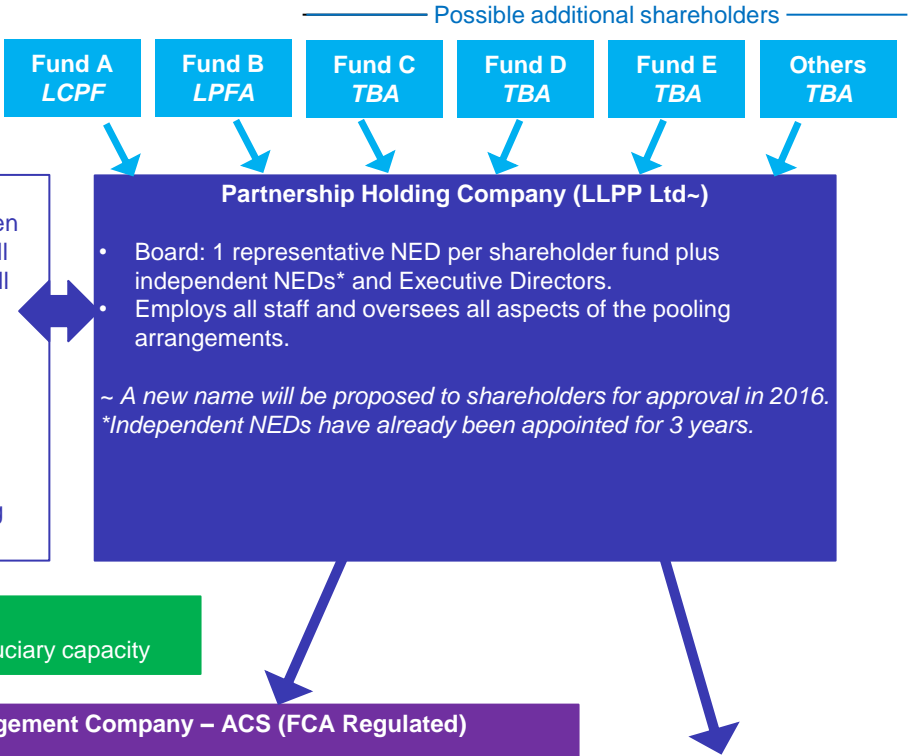 Possible additional shareholders
Fund A
LCPF
Fund B
LPFA
Fund C
TBA
Fund D
TBA
Fund E
TBA
Others
TBA
Partnership Holding Company (LLPP Ltd~)
• Board: 1 representative NED per shareholder fund plus
independent NEDs* and Executive Directors.
• Employs all staff and oversees all aspects of the pooling
arrangements.
~ A new name will be proposed to shareholders for approval in 2016.
*Independent NEDs have already been appointed for 3 years.
uciary capacity
gement Company – ACS (FCA Regulated)